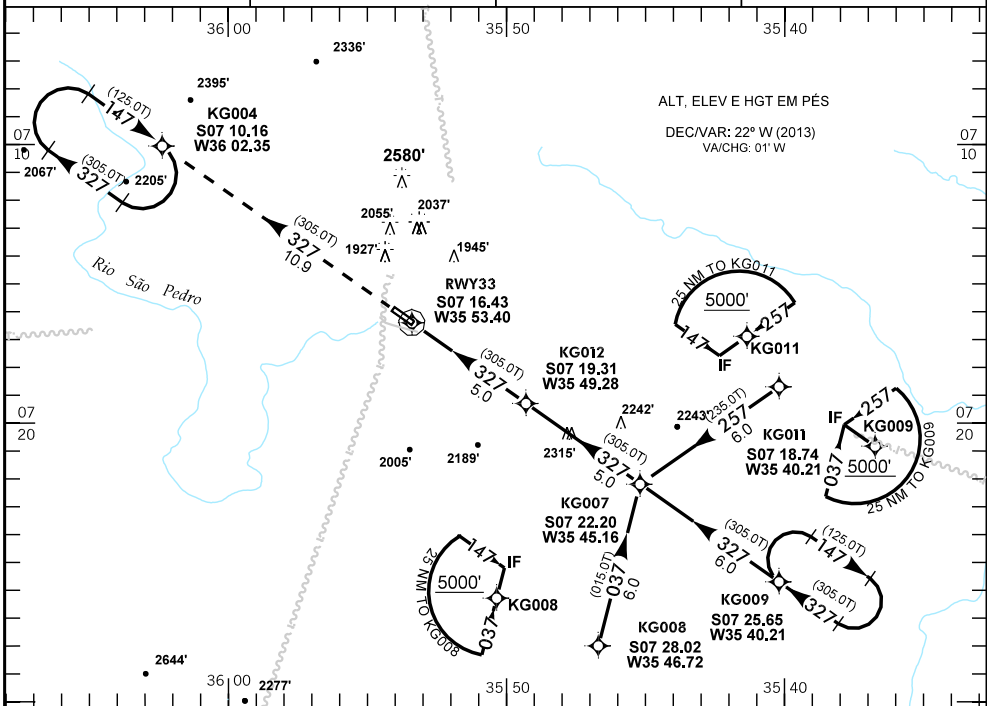 36 00
35 50
35 40
2336'
2395'
(125.0T)
147
KG004
S07 10.16
W36 02.35
ALT, ELEV E HGT EM PÉS
DEC/VAR: 22º W (2013)
VA/CHG: 01' W
07
10
07
10
2067'
(305.0T)
327
2205'
2580'
2055'
2037'
1927'
1945'
(305.0T)
327
10.9
Rio São Pedro
RWY33
S07 16.43
W35 53.40
25 NM TO KG011
5000'
147
257
IF
KG011
KG012
S07 19.31
W35 49.28
(305.0T)
327
5.0
07
20
07
20
2242'
2243'
(235.0T)
257
6.0
KG011
S07 18.74
W35 40.21
IF
257
KG009
037
5000'
25 NM TO KG009
2315'
2005'
2189'
(305.0T)
327
5.0
KG007
S07 22.20
W35 45.16
(305.0T)
327
6.0
(125.0T)
147
(305.0T)
327
147
IF
5000'
KG008
037
25 NM TO KG008
(015.0T)
037
6.0
KG009
S07 25.65
W35 40.21
KG008
S07 28.02
W35 46.72
2644'
2277'
36 00
35 50
35 40